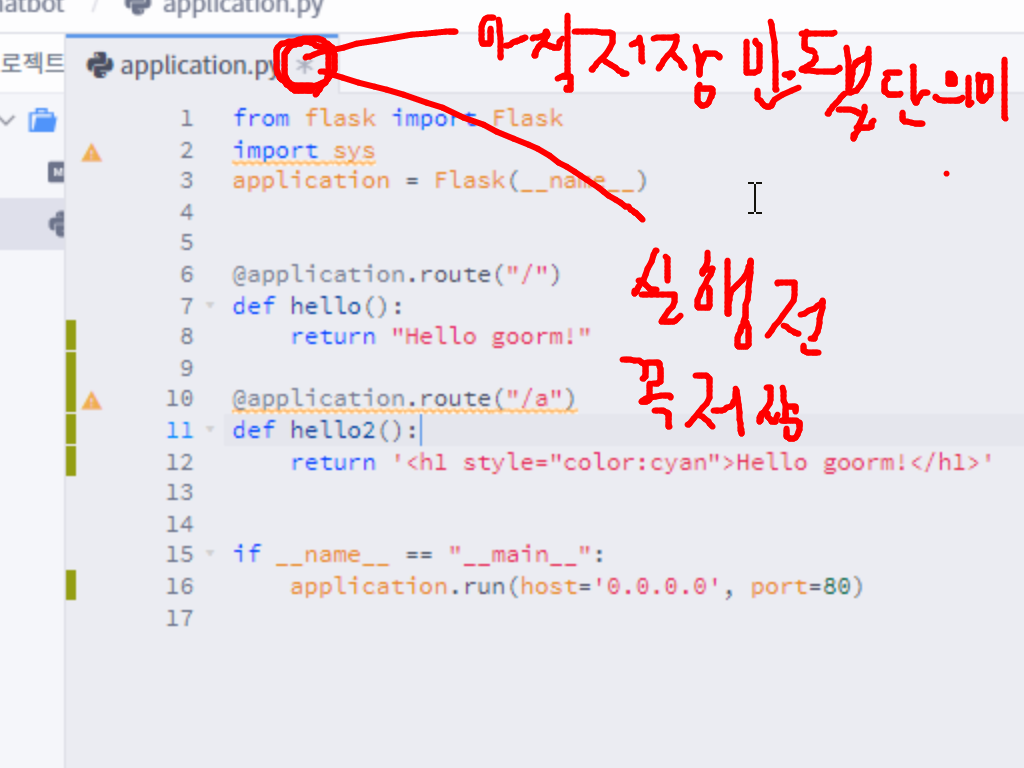 atbot / application.py
로젝트
application.py *
아직저장 안되었단의미
1 from flask import Flask
2 import sys
3 application = Flask(__name__)
4
5
6 @application.route("/")
7 def hello():
8 return "Hello goorm!"
9
10 @application.route("/a")
11 def hello2():
12 return '<h1 style="color:cyan">Hello goorm!</h1>'
13
14
15 if __name__ == "__main__":
16 application.run(host='0.0.0.0', port=80)
17
실행전
꼭저장
M